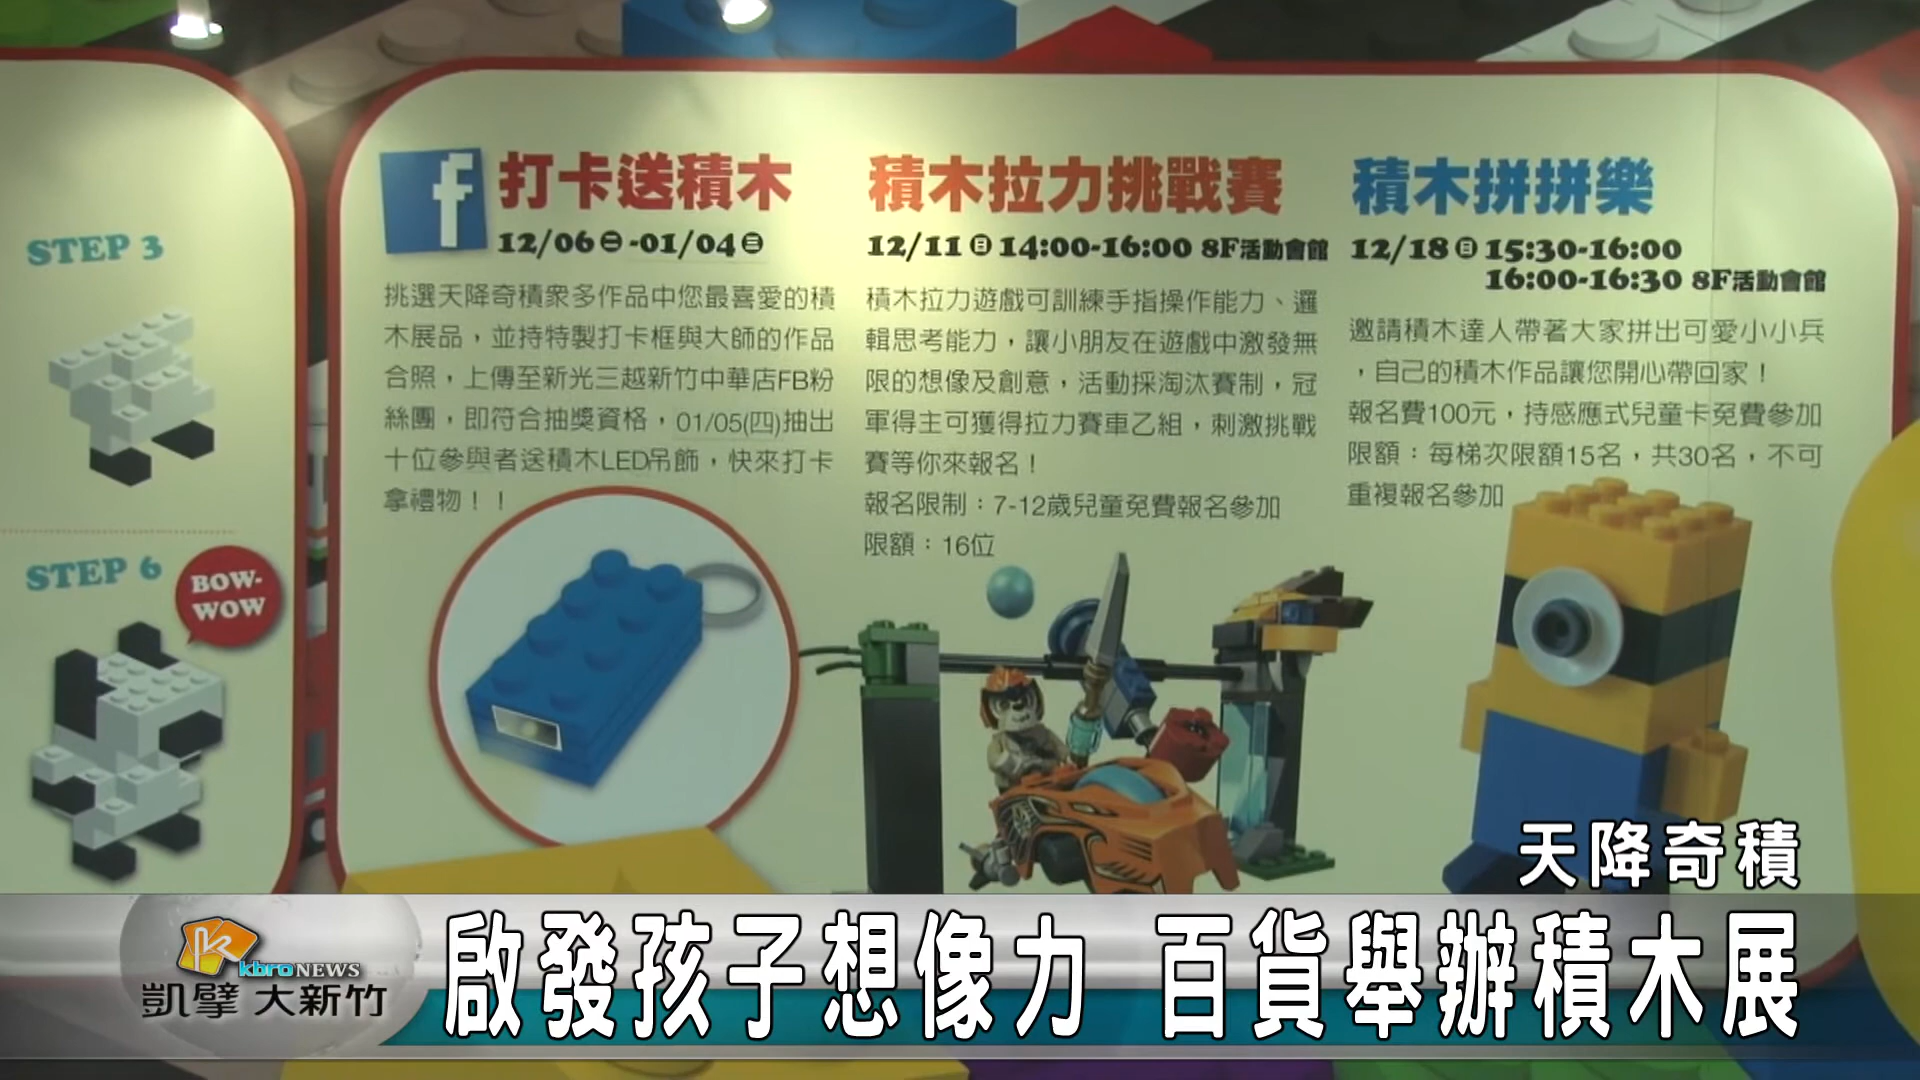 STEP 3
STEP 6
BOW-
WOW
f
打卡送積木
12/06㊁-01/04㊂
挑選天降奇積眾多作品中您最喜愛的積
木展品，並持特製打卡框與大師的作品
合照，上傳至新光三越新竹中華店FB粉
絲團，即符合抽獎資格，01/05(四)抽出
十位參與者送積木LED吊飾，快來打卡
拿禮物！！
積木拉力挑戰賽
12/11㊐14:00-16:00 8F活動會館
積木拉力遊戲可訓練手指操作能力、邏
輯思考能力，讓小朋友在遊戲中激發無
限的想像及創意，活動採淘汰賽制，冠
軍得主可獲得拉力賽車乙組，刺激挑戰
賽等你來報名！
報名限制：7-12歲兒童免費報名參加
限額：16位
積木拼拼樂
12/18㊐15:30-16:00
16:00-16:30 8F活動會館
邀請積木達人帶著大家拼出可愛小小兵
，自己的積木作品讓您開心帶回家！
報名費100元，持感應式兒童卡免費參加
限額：每梯次限額15名，共30名，不可
重複報名參加
天降奇積
kbro NEWS
凱擘 大新竹
啟發孩子想像力 百貨舉辦積木展